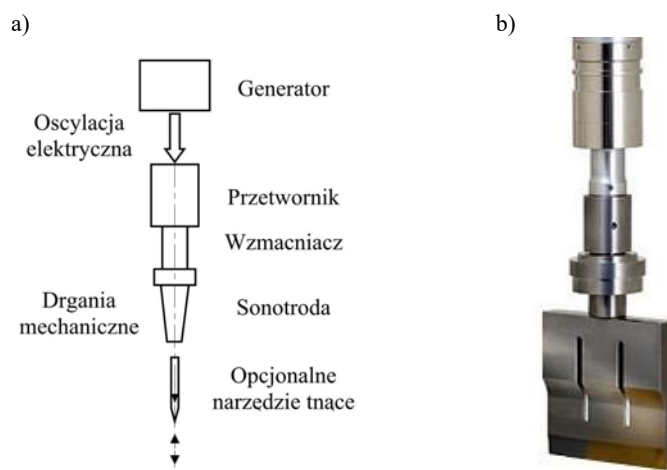 a)
b)
Generator
Oscylacja
elektryczna
Przetwornik
Wzmacniacz
Drgania
mechaniczne
Sonotroda
Opcjonalne
narzędzie tnące